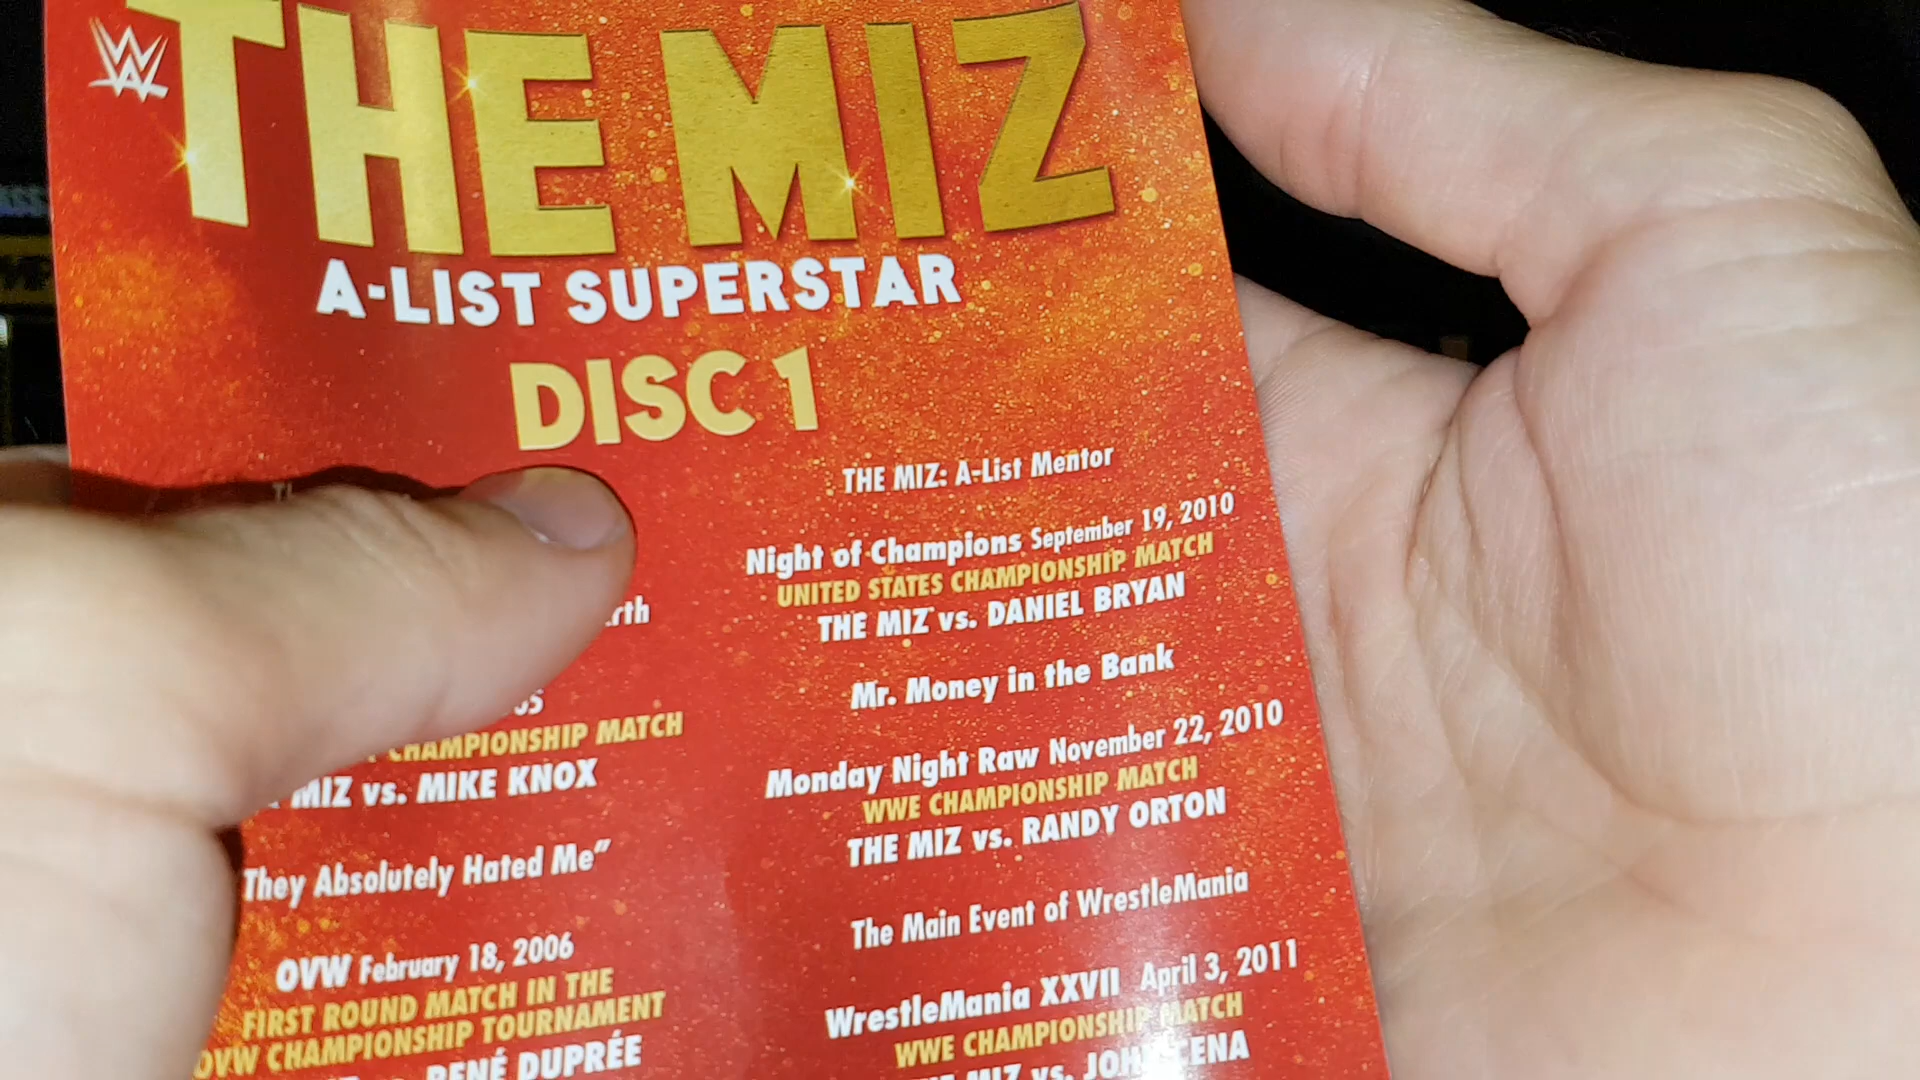 W
THE MIZ
A-LIST SUPERSTAR
DISC 1
CHAMPIONSHIP MATCH
MIZ vs. MIKE KNOX
They Absolutely Hated Me”
OVW February 18, 2006
FIRST ROUND MATCH IN THE
OVW CHAMPIONSHIP TOURNAMENT
RENÉ DUPRÉE
THE MIZ: A-List Mentor
Night of Champions September 19, 2010
UNITED STATES CHAMPIONSHIP MATCH
THE MIZ vs. DANIEL BRYAN
Mr. Money in the Bank
Monday Night Raw November 22, 2010
WWE CHAMPIONSHIP MATCH
THE MIZ vs. RANDY ORTON
The Main Event of WrestleMania
WrestleMania XXVII April 3, 2011
WWE CHAMPIONSHIP MATCH
THE MIZ vs. JOHN CENA